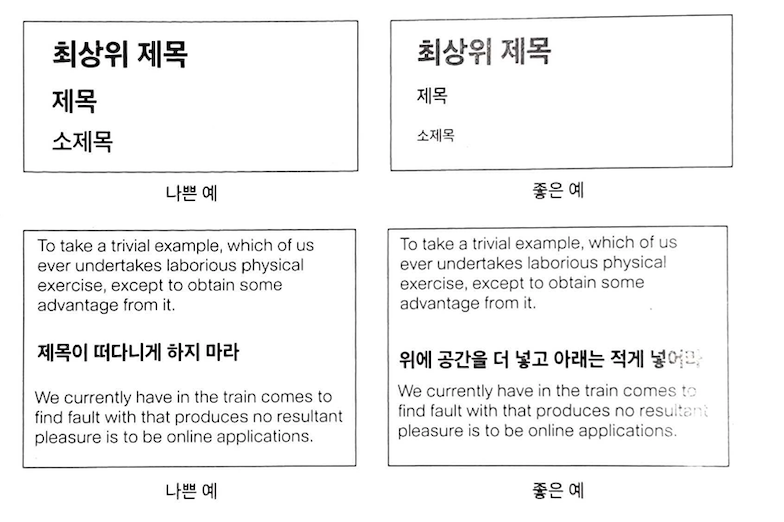 최상위 제목
제목
소제목
나쁜 예
최상위 제목
제목
소제목
좋은 예
To take a trivial example, which of us
ever undertakes laborious physical
exercise, except to obtain some
advantage from it.
제목이 떠다니게 하지 마라
We currently have in the train comes to
find fault with that produces no resultant
pleasure is to be online applications.
나쁜 예
To take a trivial example, which of us
ever undertakes laborious physical
exercise, except to obtain some
advantage from it.
위에 공간을 더 넣고 아래는 적게 넣어라
We currently have in the train comes to
find fault with that produces no resultant
pleasure is to be online applications.
좋은 예